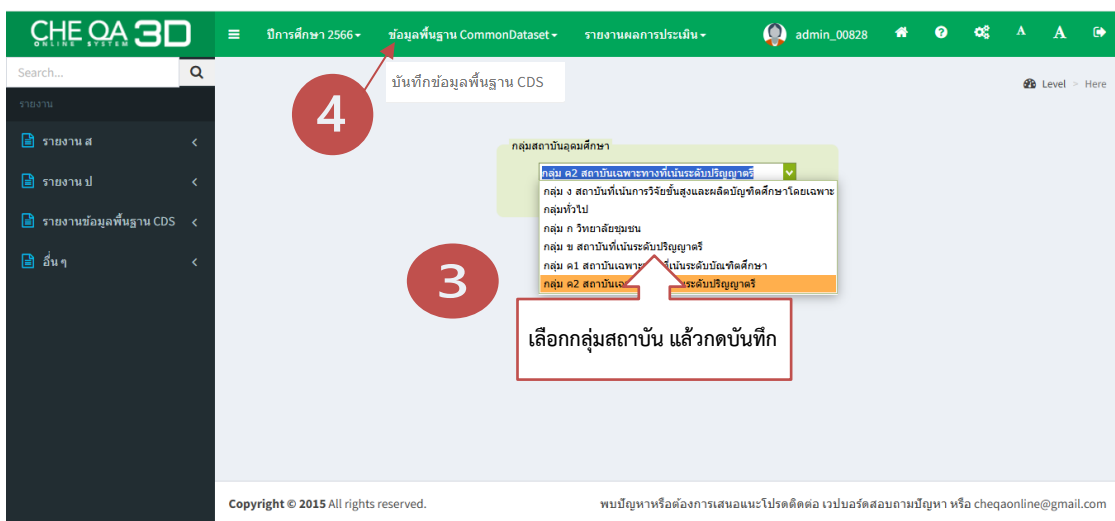 CHE QA 3D
ONLINE SYSTEM
ปีการศึกษา 2566
ข้อมูลพื้นฐาน CommonDataset
รายงานผลการประเมิน
admin_00828
A
A
Search...
บันทึกข้อมูลพื้นฐาน CDS
Level > Here
รายงาน
4
รายงาน ส
รายงาน ป
รายงานข้อมูลพื้นฐาน CDS
อื่น ๆ
กลุ่มสถาบันอุดมศึกษา
กลุ่ม ค2 สถาบันเฉพาะทางที่เน้นระดับปริญญาตรี
กลุ่ม ง สถาบันที่เน้นการวิจัยขั้นสูงและผลิตบัญฑิตศึกษาโดยเฉพาะ
กลุ่มทั่วไป
กลุ่ม ก วิทยาลัยชุมชน
กลุ่ม ข สถาบันที่เน้นระดับปริญญาตรี
กลุ่ม ค1 สถาบันเฉพาะ ที่เน้นระดับบัณฑิตศึกษา
กลุ่ม ค2 สถาบันเฉ ระดับปริญญาตรี
3
เลือกกลุ่มสถาบัน แล้วกดบันทึก
Copyright © 2015 All rights reserved.
พบปัญหาหรือต้องการเสนอแนะโปรดติดต่อ เวปบอร์ดสอบถามปัญหา หรือ cheqaonline@gmail.com